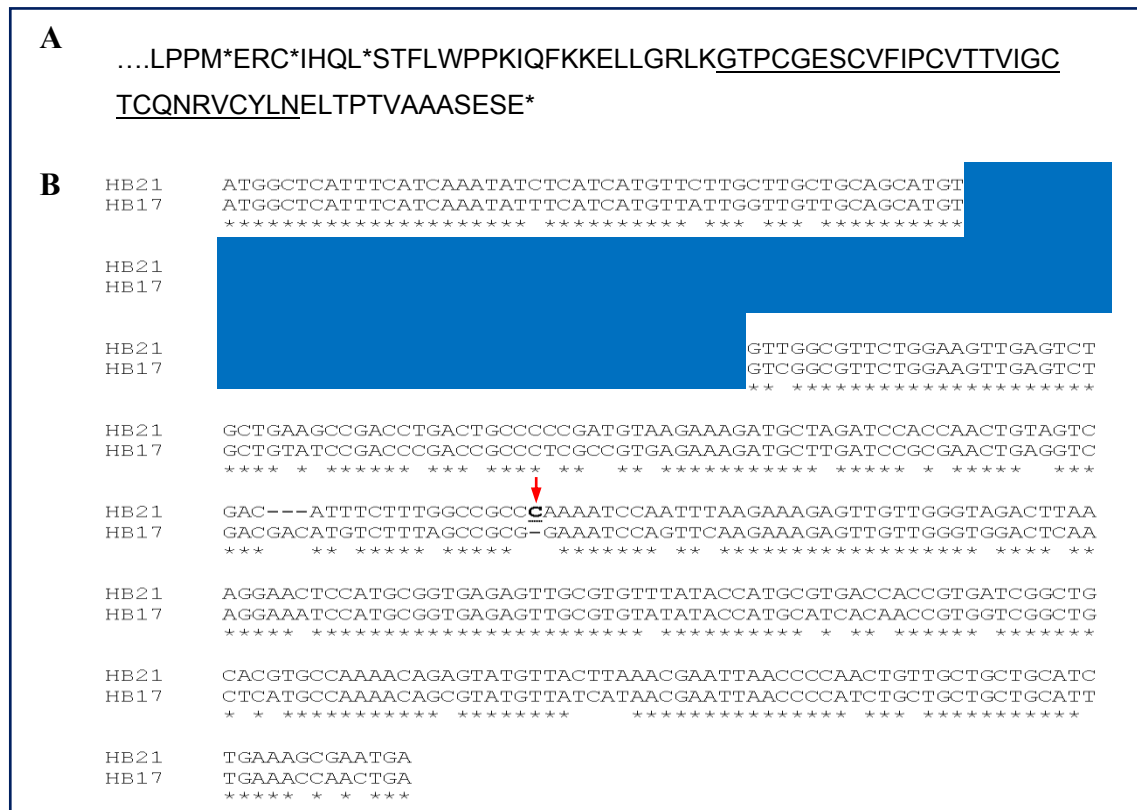 A
....LPPM*ERC*IHQL*STFLWPPKIQFKKELLGRLKGTPCGESCVFIPCVTTVIGC
TCQNRVCYLNELTPTVAAASESE*
B
HB21 ATGGCTCATTTCATCAAATATCTCATCATGTTCTTGCTTGCTGCAGCATGT
HB17 ATGGCTCATTTCATCAAATATTTCATCATGTTATTGGTTGTTGCAGCATGT
********************* ********** *** *** **********
HB21
HB17
HB21 GTTGGCGTTCTGGAAGTTGAGTCT
HB17 GTCGGCGTTCTGGAAGTTGAGTCT
** *********************
HB21 GCTGAAGCCGACCTGACTGCCCCCGATGTAAGAAAGATGCTAGATCCACCAACTGTAGTC
HB17 GCTGTATCCGACCCGACCGCCCTCGCCGTGAGAAAGATGCTTGATCCGCGAACTGAGGTC
**** * ****** *** **** ** ** *********** ***** * ***** ***
HB21 GAC---ATTTCTTTGGCCGCCCAAAATCCAATTTAAGAAAGAGTTGTTGGGTAGACTTAA
HB17 GACGACATGTCTTTAGCCGCG-GAAATCCAGTTCAAGAAAGAGTTGTTGGGTGGACTCAA
*** ** ***** ***** ******* ** ****************** **** **
HB21 AGGAACTCCATGCGGTGAGAGTTGCGTGTTTATACCATGCGTGACCACCGTGATCGGCTG
HB17 AGGAAATCCATGCGGTGAGAGTTGCGTGTATATACCATGCATCACAACCGTGGTCGGCTG
***** *********************** ********** * ** ****** *******
HB21 CACGTGCCAAAACAGAGTATGTTACTTAAACGAATTAACCCCAACTGTTGCTGCTGCATC
HB17 CTCATGCCAAAACAGCGTATGTTATCATAACGAATTAACCCCATCTGCTGCTGCTGCATT
* * *********** ******** *************** *** ***********
HB21 TGAAAGCGAATGA
HB17 TGAAACCAACTGA
***** * * ***